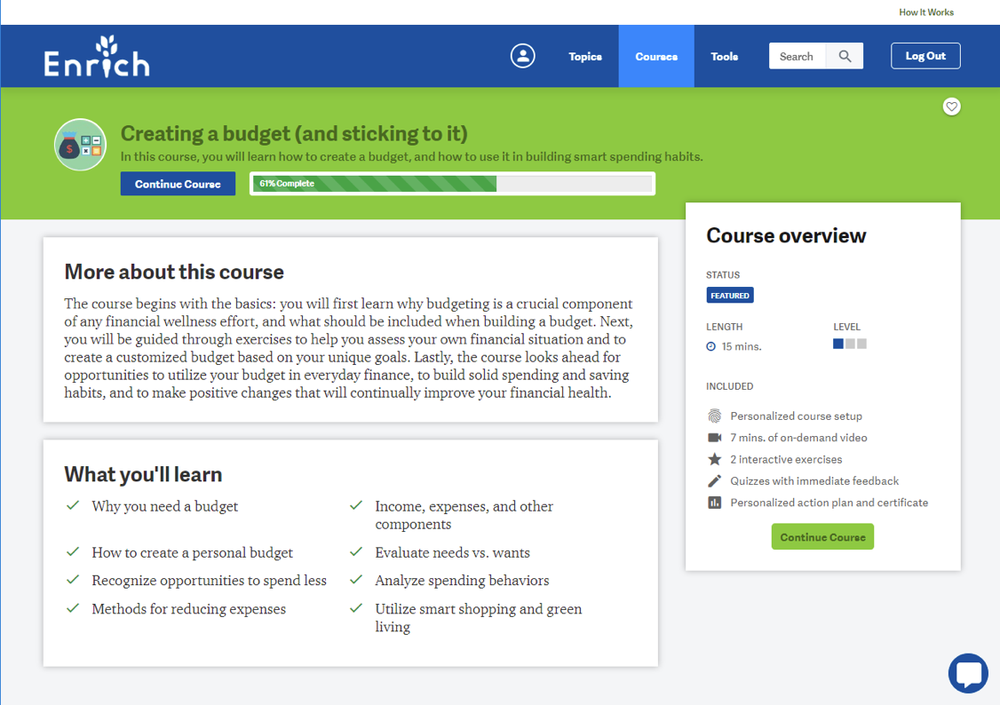 How It Works
Enrich
Topics
Courses
Tools
Search
Log Out
Creating a budget (and sticking to it)
In this course, you will learn how to create a budget, and how to use it in building smart spending habits.
Continue Course
61% Complete
More about this course
The course begins with the basics: you will first learn why budgeting is a crucial component
of any financial wellness effort, and what should be included when building a budget. Next,
you will be guided through exercises to help you assess your own financial situation and to
create a customized budget based on your unique goals. Lastly, the course looks ahead for
opportunities to utilize your budget in everyday finance, to build solid spending and saving
habits, and to make positive changes that will continually improve your financial health.
What you'll learn
Why you need a budget
Income, expenses, and other
components
How to create a personal budget
Evaluate needs vs. wants
Recognize opportunities to spend less
Analyze spending behaviors
Methods for reducing expenses
Utilize smart shopping and green
living
Course overview
STATUS
FEATURED
LENGTH
LEVEL
15 mins.
INCLUDED
Personalized course setup
7 mins. of on-demand video
2 interactive exercises
Quizzes with immediate feedback
Personalized action plan and certificate
Continue Course